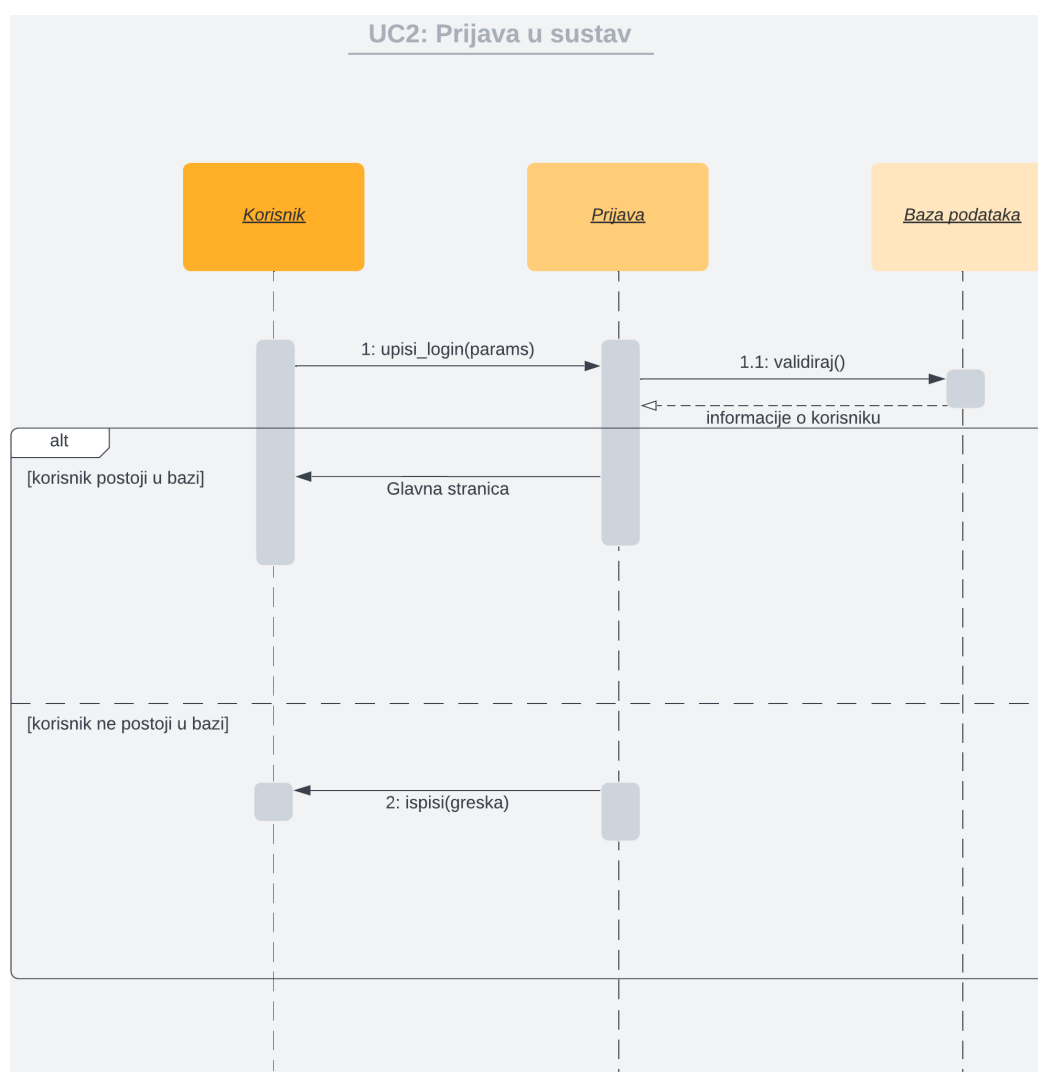 UC2: Prijava u sustav
Korisnik
Prijava
Baza podataka
1: upisi_login(params)
1.1: validiraj()
informacije o korisniku
alt
[korisnik postoji u bazi]
Glavna stranica
[korisnik ne postoji u bazi]
2: ispisi(greska)